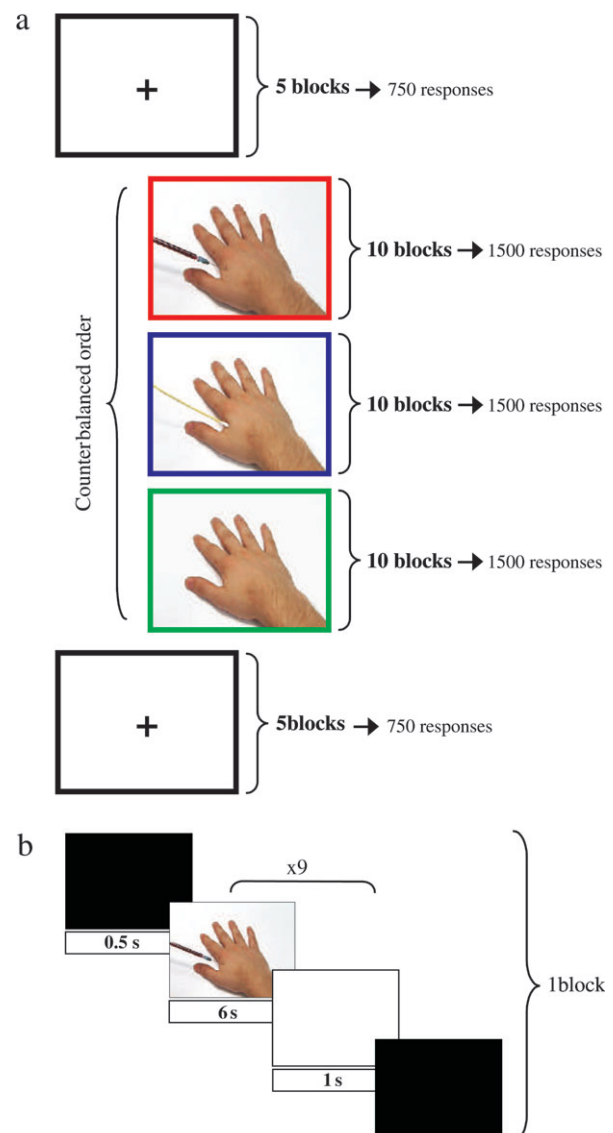 a
5 blocks → 750 responses
Counterbalanced order
10 blocks → 1500 responses
10 blocks → 1500 responses
10 blocks → 1500 responses
5blocks → 750 responses
b
x9
0.5 s
6 s
1 s
1block